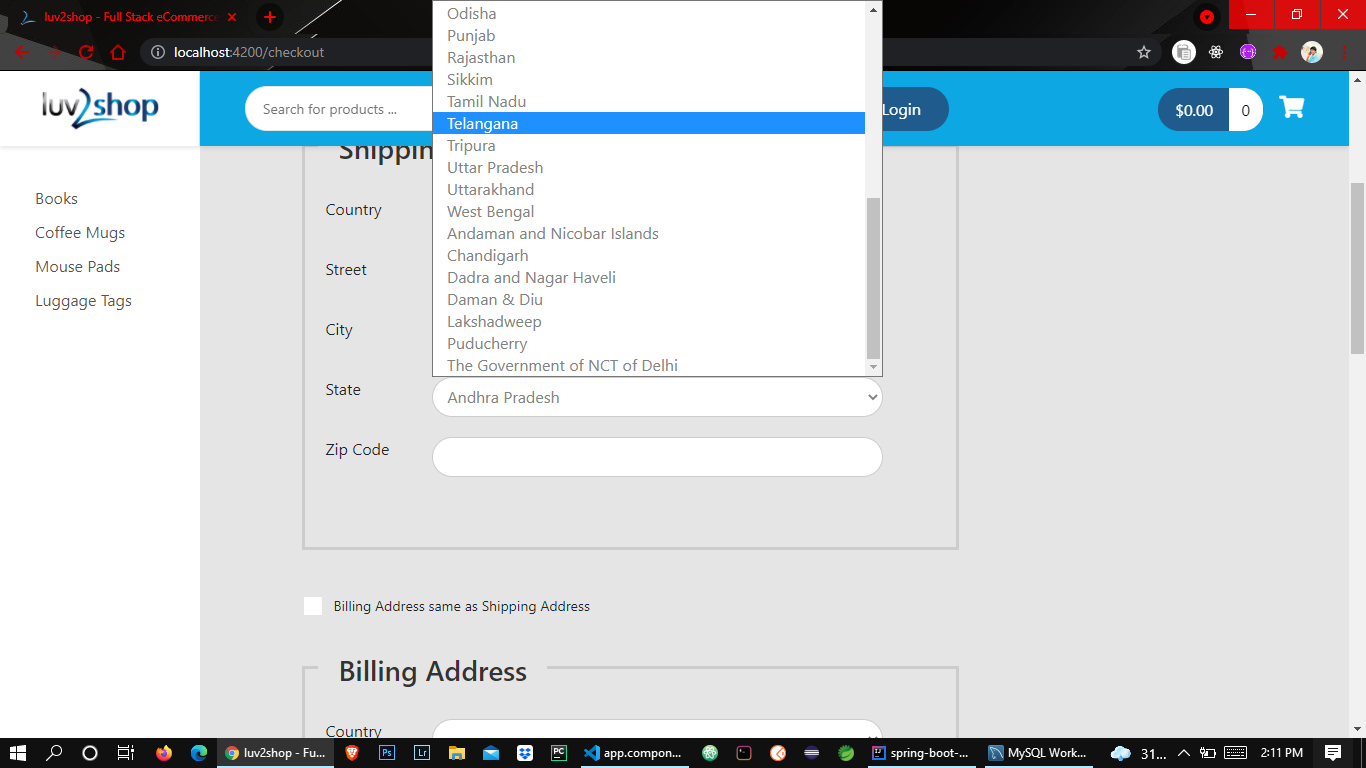 luv2shop - Full Stack eCommerce
localhost:4200/checkout
luv2shop
Search for products ...
Login
$0.00
0
Books
Coffee Mugs
Mouse Pads
Luggage Tags
Shippin
Country
Street
City
State
Zip Code
Odisha
Punjab
Rajasthan
Sikkim
Tamil Nadu
Telangana
Tripura
Uttar Pradesh
Uttarakhand
West Bengal
Andaman and Nicobar Islands
Chandigarh
Dadra and Nagar Haveli
Daman & Diu
Lakshadweep
Puducherry
The Government of NCT of Delhi
Andhra Pradesh
Billing Address same as Shipping Address
Billing Address
Country
luv2shop - Fu...
Ps
Lr
PC
app.compon...
IJ
spring-boot-...
MySQL Work...
31...
2:11 PM